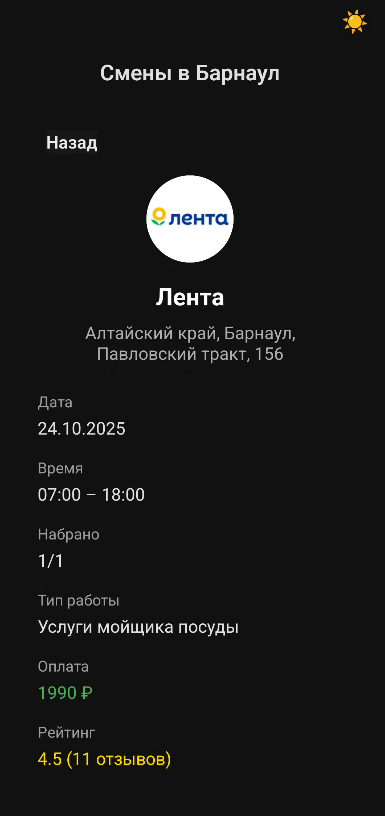 Смены в Барнаул
Назад
лента
Лента
Алтайский край, Барнаул,
Павловский тракт, 156
Дата
24.10.2025
Время
07:00 – 18:00
Набрано
1/1
Тип работы
Услуги мойщика посуды
Оплата
1990 ₽
Рейтинг
4.5 (11 отзывов)